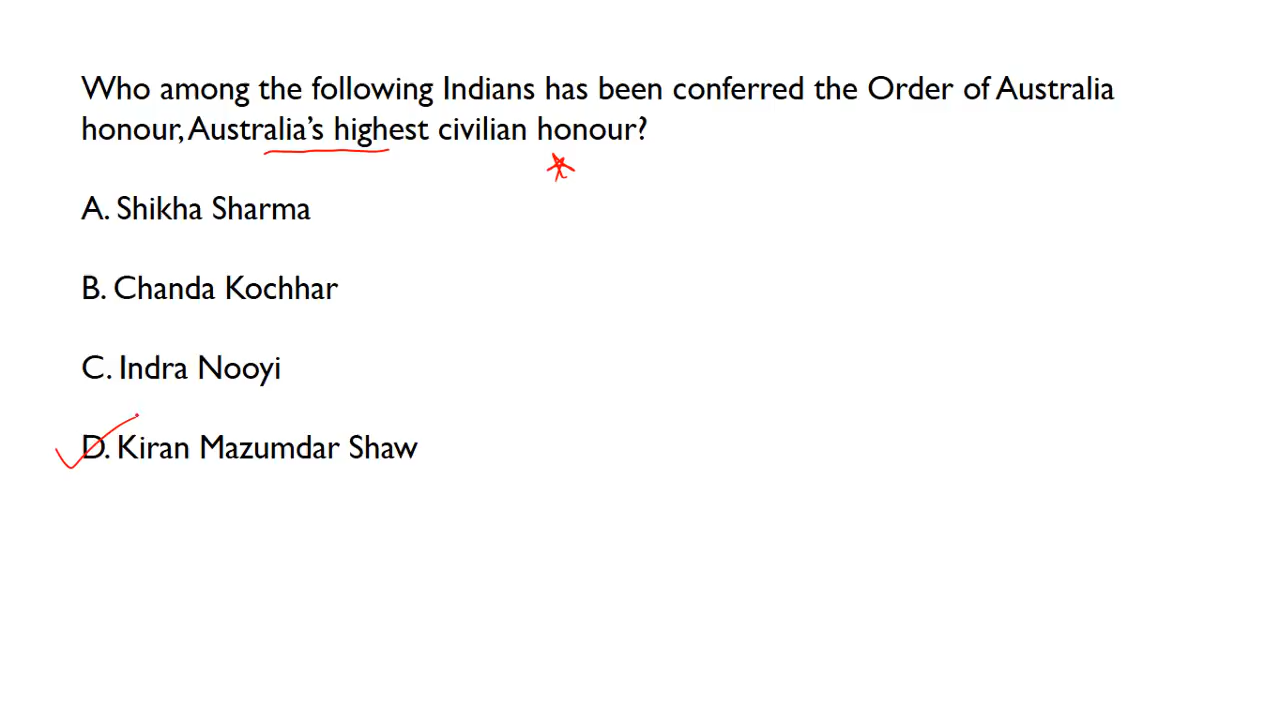 Who among the following Indians has been conferred the Order of Australia
honour, Australia's highest civilian honour?
A. Shikha Sharma
B. Chanda Kochhar
C. Indra Nooyi
D. Kiran Mazumdar Shaw